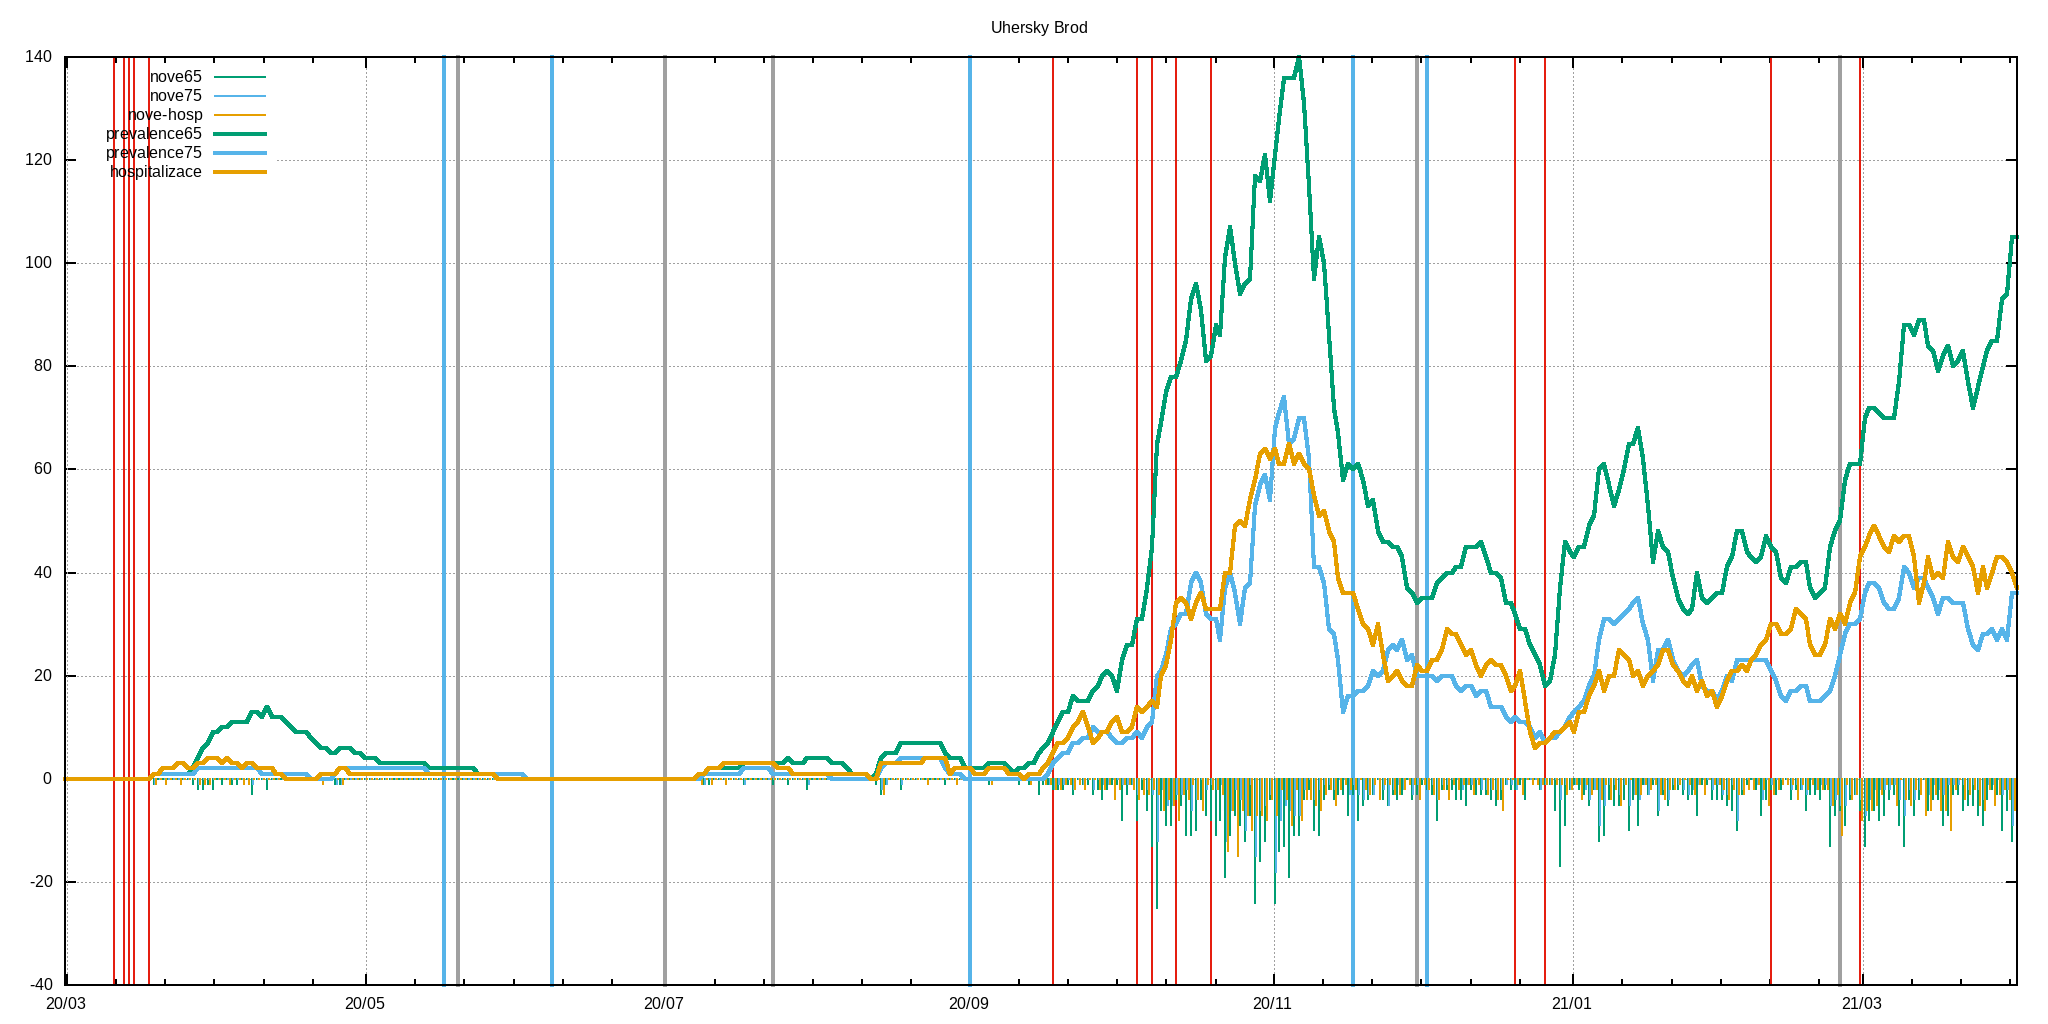 Uhersky Brod
140
120
100
80
60
40
20
0
-20
-40
nove65
nove75
nove-hosp
prevalence65
prevalence75
hospitalizace
20/03 20/05 20/07 20/09 20/11 21/01 21/03